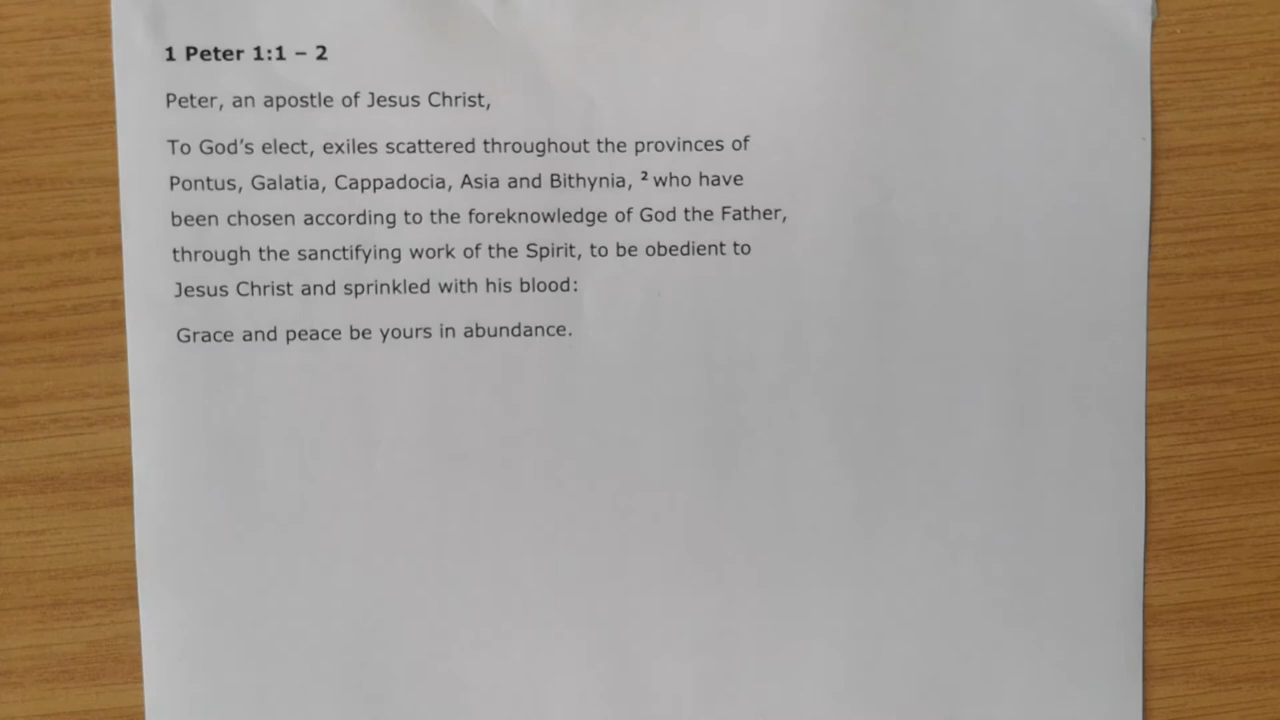 1 Peter 1:1 – 2
Peter, an apostle of Jesus Christ,
To God’s elect, exiles scattered throughout the provinces of
Pontus, Galatia, Cappadocia, Asia and Bithynia, ² who have
been chosen according to the foreknowledge of God the Father,
through the sanctifying work of the Spirit, to be obedient to
Jesus Christ and sprinkled with his blood:
Grace and peace be yours in abundance.